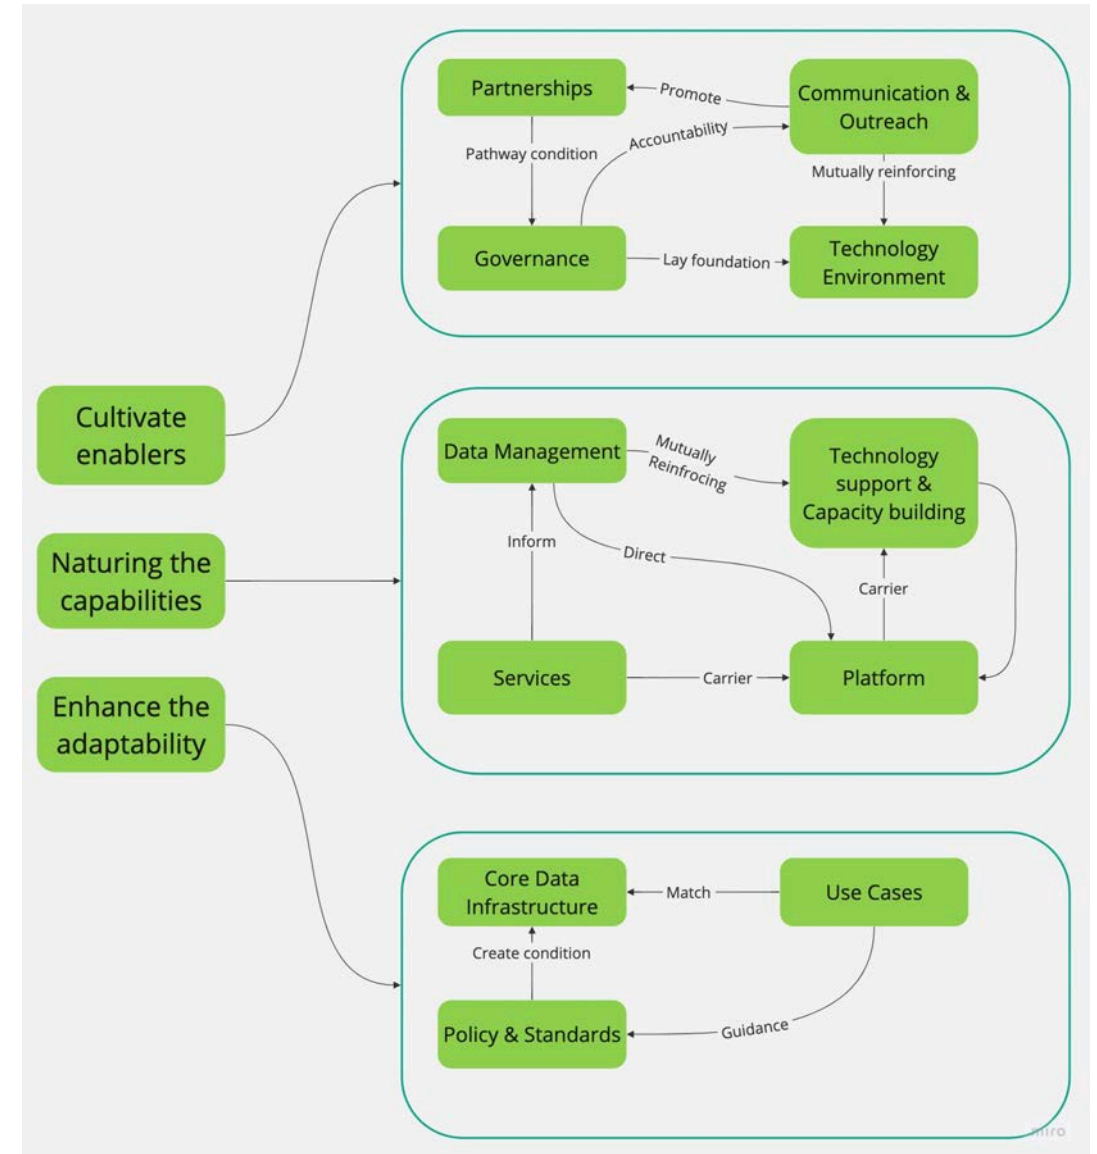 Partnerships
Promote
Communication &
Outreach
Accountability
Pathway condition
Mutually reinforcing
Governance
Lay foundation
Technology
Environment
Cultivate
enablers
Data Management
Mutually
Reinfrocing
Technology
support &
Capacity building
Inform
Direct
Carrier
Naturing the
capabilities
Services
Carrier
Platform
Enhance the
adaptability
Core Data
Infrastructure
Match
Use Cases
Create condition
Policy & Standards
Guidance
miro